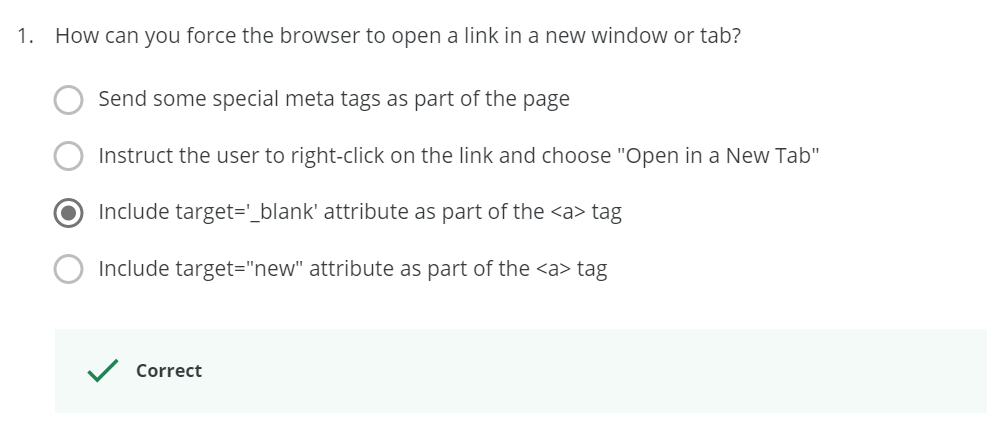 1. How can you force the browser to open a link in a new window or tab?
Send some special meta tags as part of the page
Instruct the user to right-click on the link and choose "Open in a New Tab"
Include target='_blank' attribute as part of the <a> tag
Include target="new" attribute as part of the <a> tag
Correct